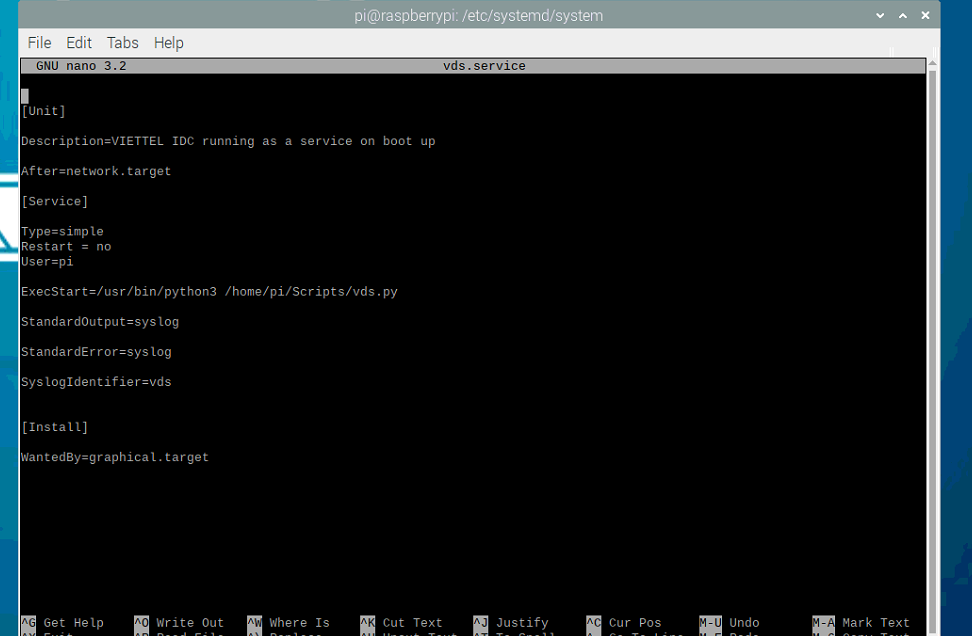 pi@raspberrypi: /etc/systemd/system
File Edit Tabs Help
GNU nano 3.2 vds.service
[Unit]
Description=VIETTEL IDC running as a service on boot up
After=network.target
[Service]
Type=simple
Restart = no
User=pi
ExecStart=/usr/bin/python3 /home/pi/Scripts/vds.py
StandardOutput=syslog
StandardError=syslog
SyslogIdentifier=vds
[Install]
WantedBy=graphical.target
^G Get Help ^O Write Out ^W Where Is ^K Cut Text ^J Justify ^C Cur Pos M-U Undo M-A Mark Text